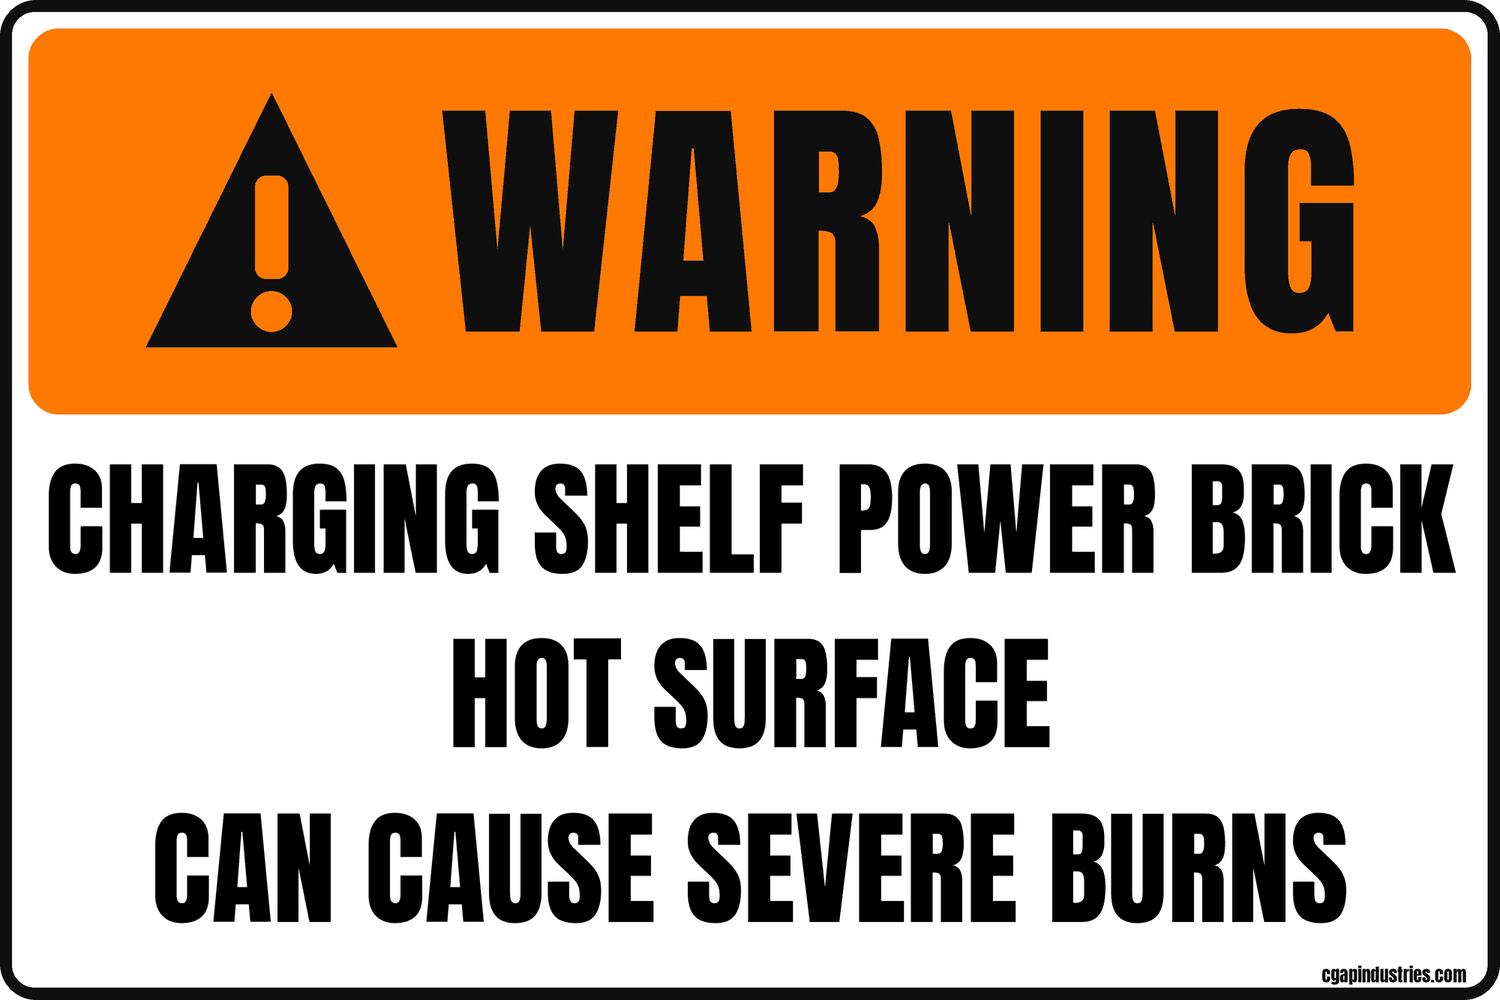 WARNING
CHARGING SHELF POWER BRICK
HOT SURFACE
CAN CAUSE SEVERE BURNS
cgapindustries.com